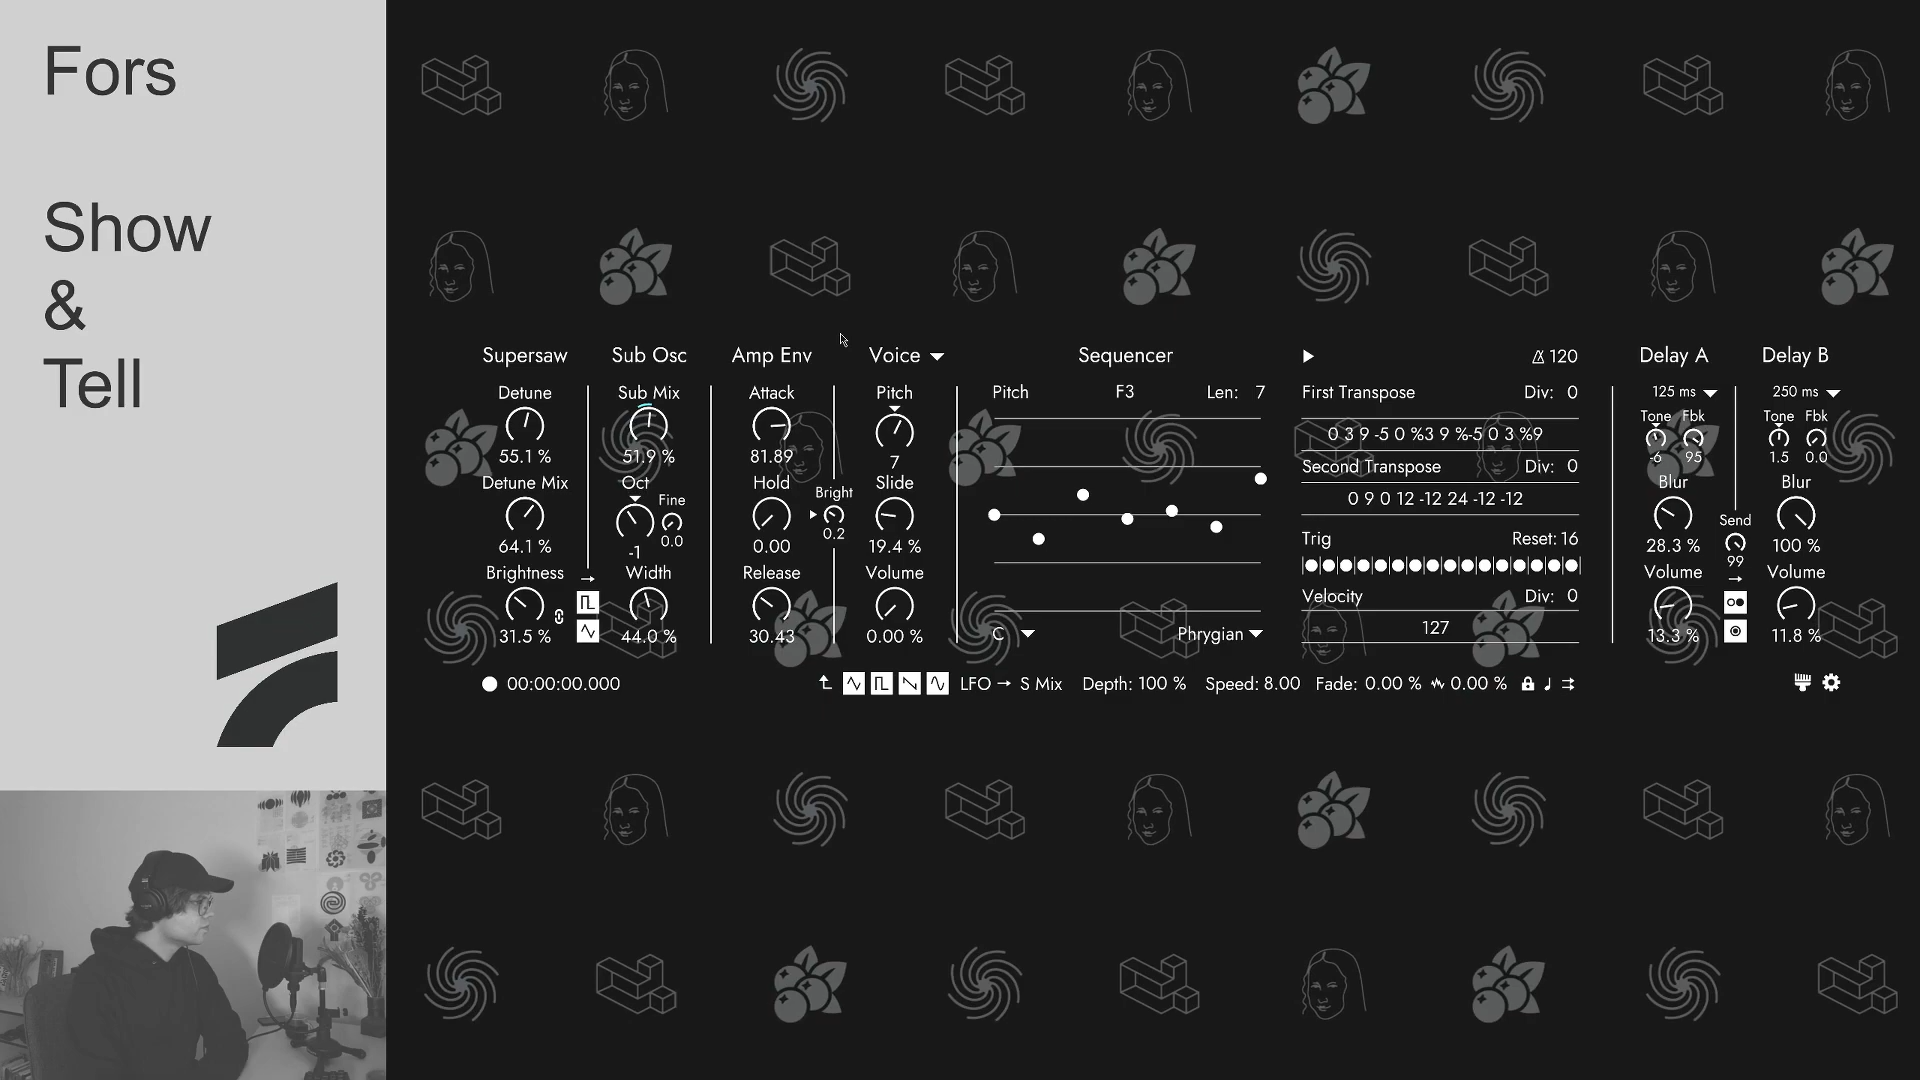 Fors
Show
&
Tell
Supersaw
Detune
55.1 %
Detune Mix
64.1 %
Brightness
31.5 %
Sub Osc
Sub Mix
51.9 %
Oct
-1
Fine
0.0
Width
44.0 %
Amp Env
Attack
81.89
Hold
0.00
Release
30.43
Bright
0.2
Voice
Pitch
7
Slide
19.4 %
Volume
0.00 %
Sequencer
Pitch F3 Len: 7
C Phrygian
120
First Transpose Div: 0
0 3 9 -5 0 %3 9 %-5 0 3 %9
Second Transpose Div: 0
0 9 0 12 -12 24 -12 -12
Trig Reset: 16
Velocity Div: 0
127
Delay A
125 ms
Tone Fbk
-6 95
Blur
28.3 %
Volume
13.3 %
Send
99
Delay B
250 ms
Tone Fbk
1.5 0.0
Blur
100 %
Volume
11.8 %
00:00:00.000
LFO → S Mix Depth: 100 % Speed: 8.00 Fade: 0.00 % 0.00 %